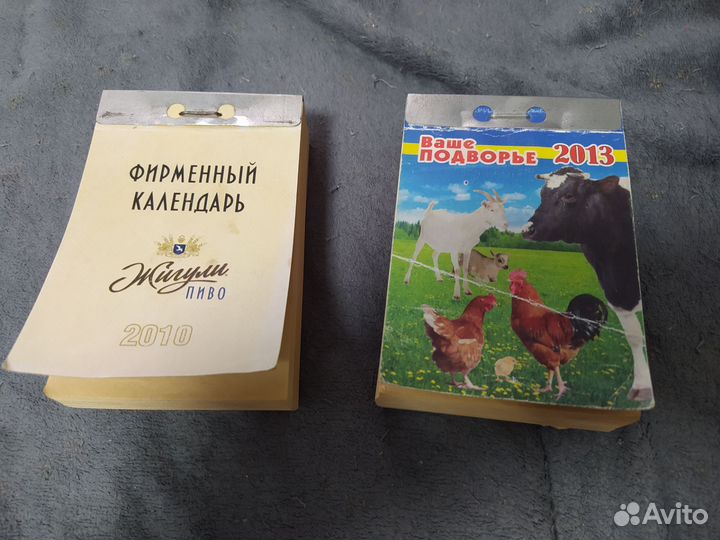 ФИРМЕННЫЙ
КАЛЕНДАРЬ
Жигули
ПИВО
2010
Ваше
ПОДВОРЬЕ 2013
Avito